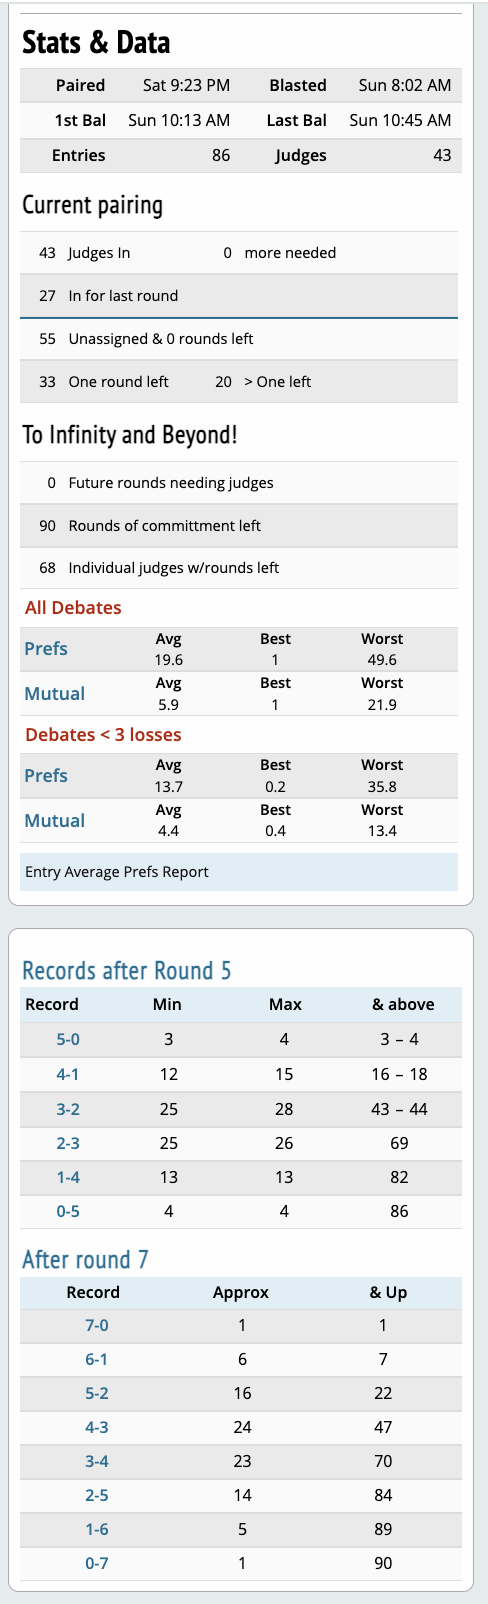 Stats & Data
Paired Sat 9:23 PM Blasted Sun 8:02 AM
1st Bal Sun 10:13 AM Last Bal Sun 10:45 AM
Entries 86 Judges 43
Current pairing
43 Judges In 0 more needed
27 In for last round
55 Unassigned & 0 rounds left
33 One round left 20 > One left
To Infinity and Beyond!
0 Future rounds needing judges
90 Rounds of committment left
68 Individual judges w/rounds left
All Debates
Prefs Avg Best Worst
19.6 1 49.6
Mutual Avg Best Worst
5.9 1 21.9
Debates < 3 losses
Prefs Avg Best Worst
13.7 0.2 35.8
Mutual Avg Best Worst
4.4 0.4 13.4
Entry Average Prefs Report
Records after Round 5
Record Min Max & above
5-0 3 4 3 – 4
4-1 12 15 16 – 18
3-2 25 28 43 – 44
2-3 25 26 69
1-4 13 13 82
0-5 4 4 86
After round 7
Record Approx & Up
7-0 1 1
6-1 6 7
5-2 16 22
4-3 24 47
3-4 23 70
2-5 14 84
1-6 5 89
0-7 1 90